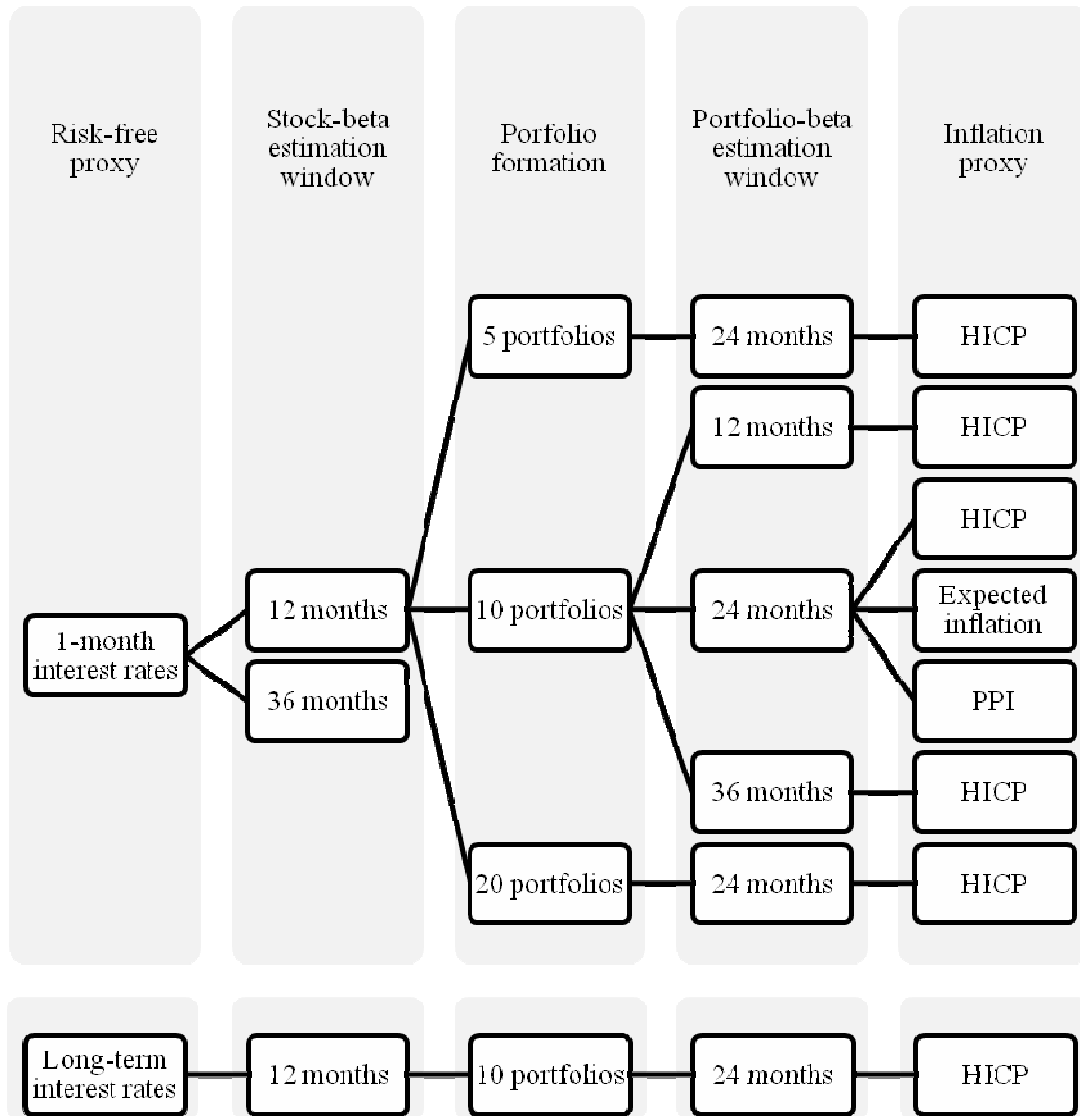 Risk-free
proxy
Stock-beta
estimation
window
Porfolio
formation
Portfolio-beta
estimation
window
Inflation
proxy
5 portfolios
24 months
HICP
12 months
HICP
HICP
1-month
interest rates
12 months
10 portfolios
24 months
Expected
inflation
36 months
PPI
36 months
HICP
20 portfolios
24 months
HICP
Long-term
interest rates
12 months
10 portfolios
24 months
HICP